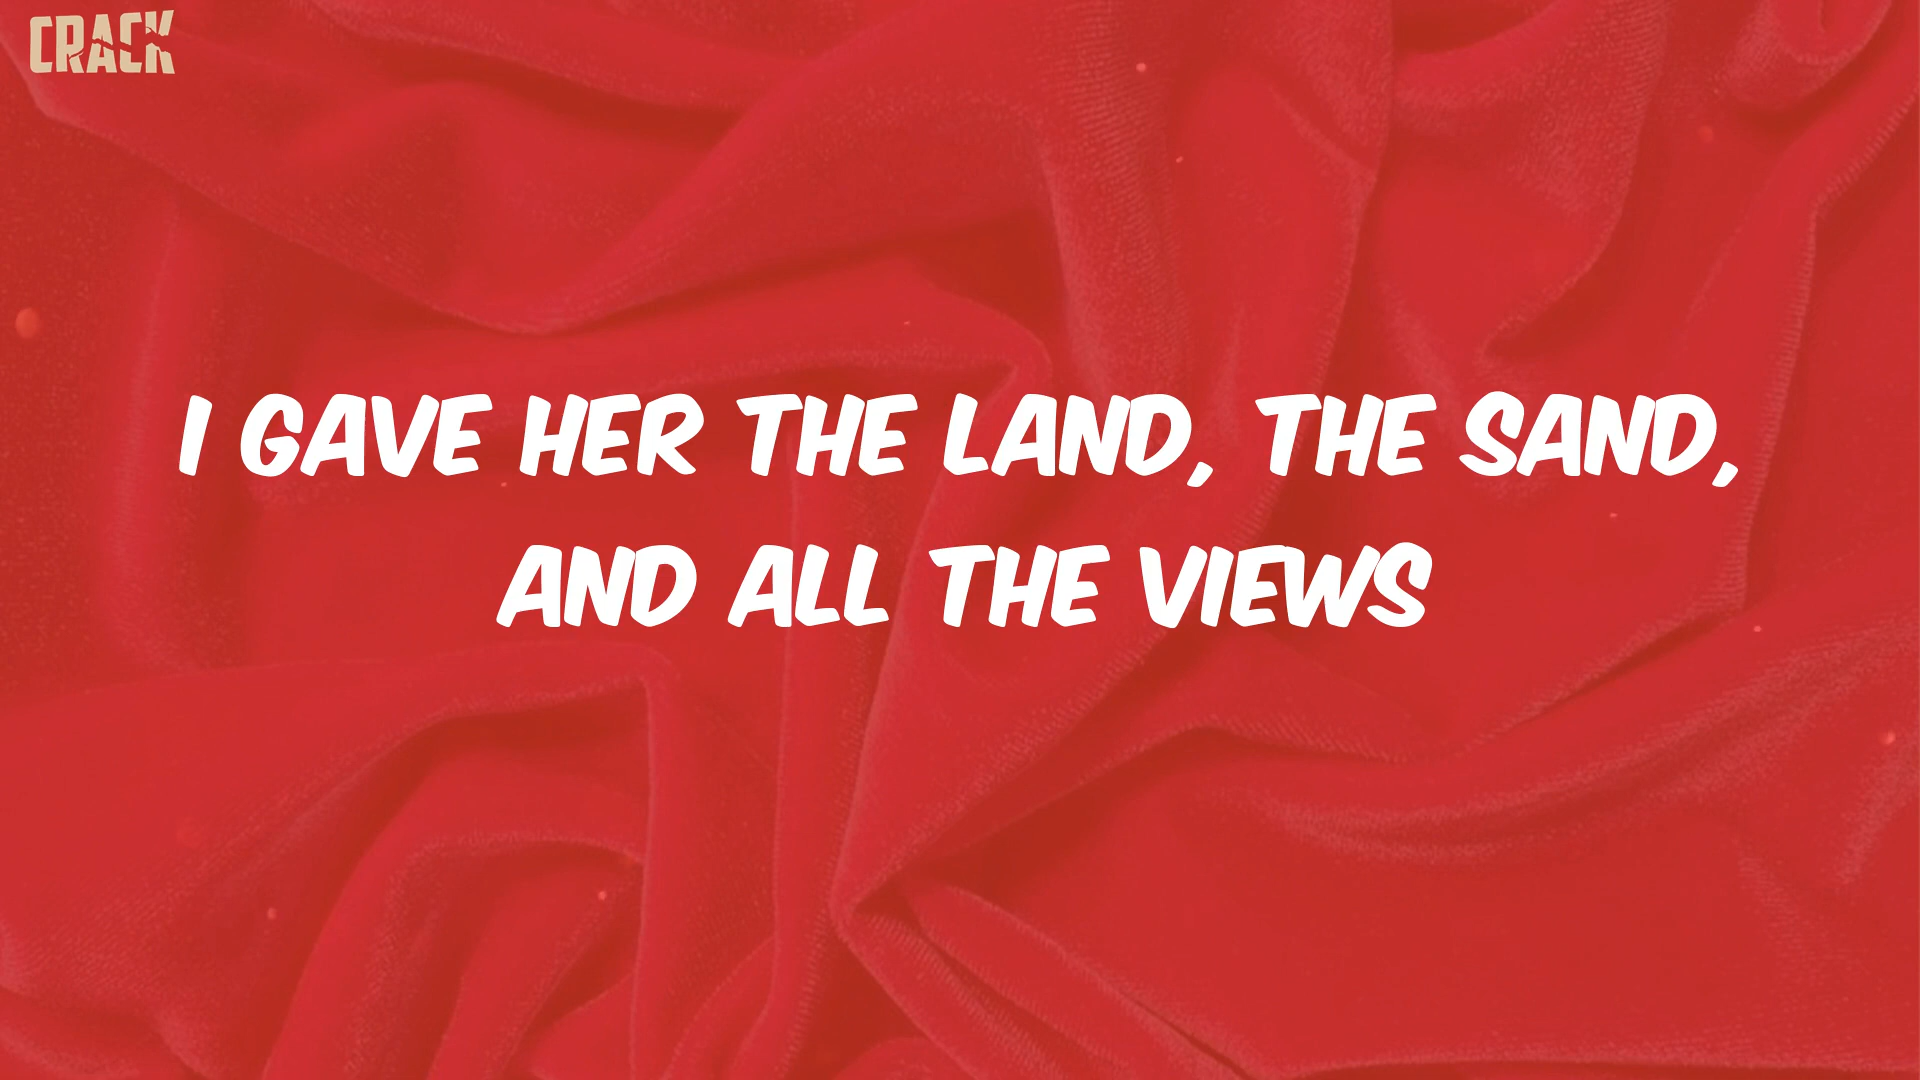 CRACK
I GAVE HER THE LAND, THE SAND,
AND ALL THE VIEWS